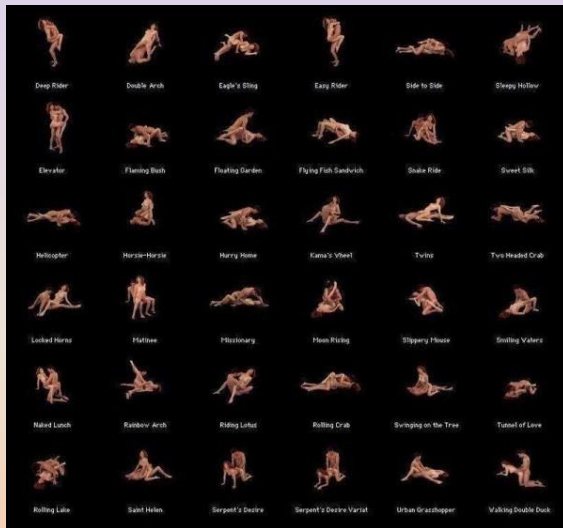 Deep Rider
Double Arch
Eagle's Sling
Easy Rider
Side to Side
Sleepy Hollow
Elevator
Flaming Bush
Floating Garden
Flying Fish Sandwich
Snake Ride
Sweet Silk
Helicopter
Horsie-Horsie
Hurry Home
Kama's Wheel
Twins
Two Headed Crab
Locked Horns
Matinee
Missionary
Moon Rising
Slippery Mouse
Smiling Waters
Naked Lunch
Rainbow Arch
Riding Lotus
Rolling Crab
Swinging on the Tree
Tunnel of Love
Rolling Lake
Saint Helen
Serpent's Desire
Serpent's Desire Variat
Urban Grasshopper
Walking Double Duck